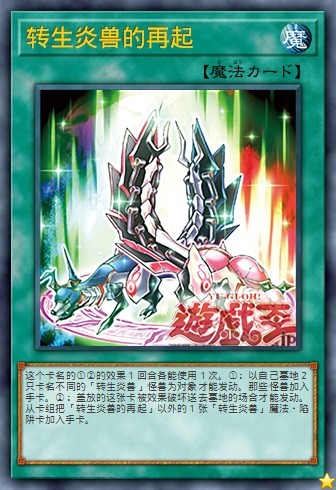 转生炎兽的再起
魔
【魔法カード】
YU-GI-OH!
遊戯王
这个卡名的①②的效果1回合各能使用1次。①：以自己墓地2
只卡名不同的「转生炎兽」怪兽为对象才能发动。那些怪兽加入
手卡。②：盖放的这张卡被效果破坏送去墓地的场合才能发动。
从卡组把「转生炎兽的再起」以外的1张「转生炎兽」魔法·陷
阱卡加入手卡。